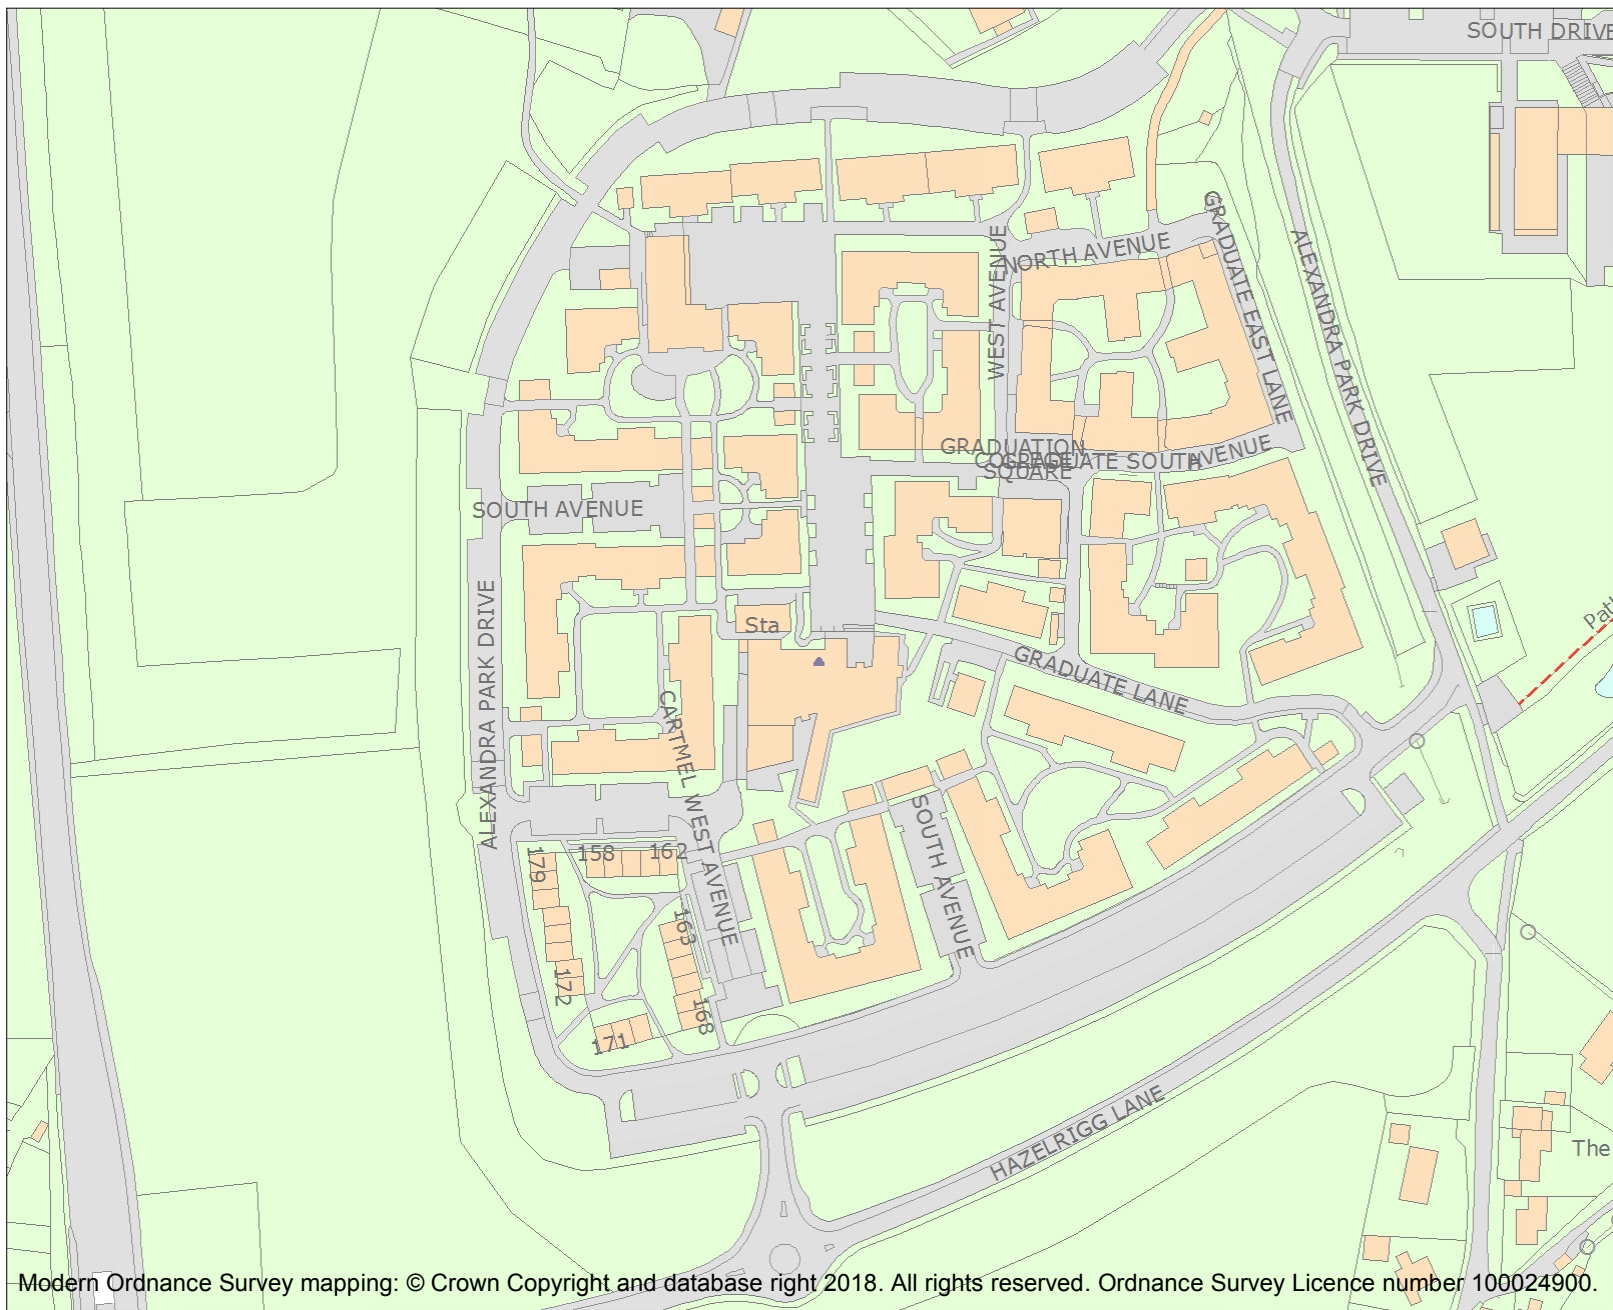 SOUTH DRIVE
GRADUATE EAST LANE
ALEXANDRA PARK DRIVE
WEST AVENUE
NORTH AVENUE
GRADUATION
COLLEGE
SQUARE
GRADUATE SOUTH
AVENUE
SOUTH AVENUE
ALEXANDRA PARK DRIVE
Sta
Path
GRADUATE LANE
CARTMEL WEST AVENUE
SOUTH AVENUE
179
158
162
163
172
168
171
HAZELRIGG LANE
The
Modern Ordnance Survey mapping: © Crown Copyright and database right 2018. All rights reserved. Ordnance Survey Licence number 100024900.